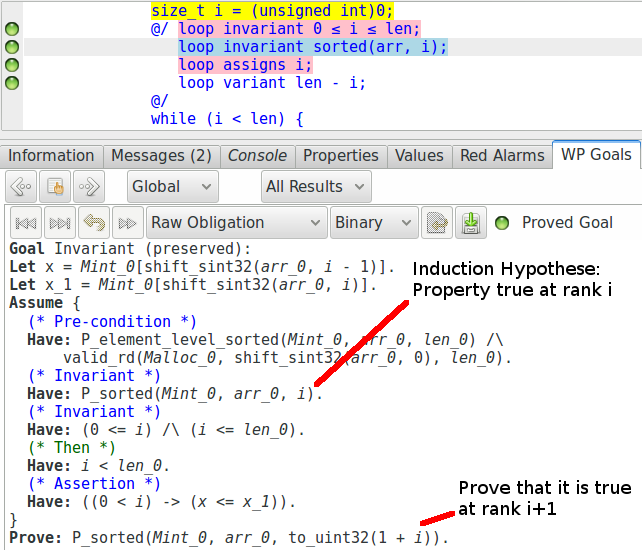 size_t i = (unsigned int)0;
@/ loop invariant 0 ≤ i ≤ len;
loop invariant sorted(arr, i);
loop assigns i;
loop variant len - i;
@/
while (i < len) {
Information Messages (2) Console Properties Values Red Alarms WP Goals
Global All Results
Raw Obligation Binary Proved Goal
Goal Invariant (preserved):
Let x = Mint_0[shift_sint32(arr_0, i - 1)].
Let x_1 = Mint_0[shift_sint32(arr_0, i)].
Assume {
(* Pre-condition *)
Have: P_element_level_sorted(Mint_0, arr_0, len_0) /\
valid_rd(Malloc_0, shift_sint32(arr_0, 0), len_0).
(* Invariant *)
Have: P_sorted(Mint_0, arr_0, i).
(* Invariant *)
Have: (0 <= i) /\ (i <= len_0).
(* Then *)
Have: i < len_0.
(* Assertion *)
Have: ((0 < i) -> (x <= x_1)).
}
Prove: P_sorted(Mint_0, arr_0, to_uint32(1 + i)).
Induction Hypothese:
Property true at rank i
Prove that it is true
at rank i+1